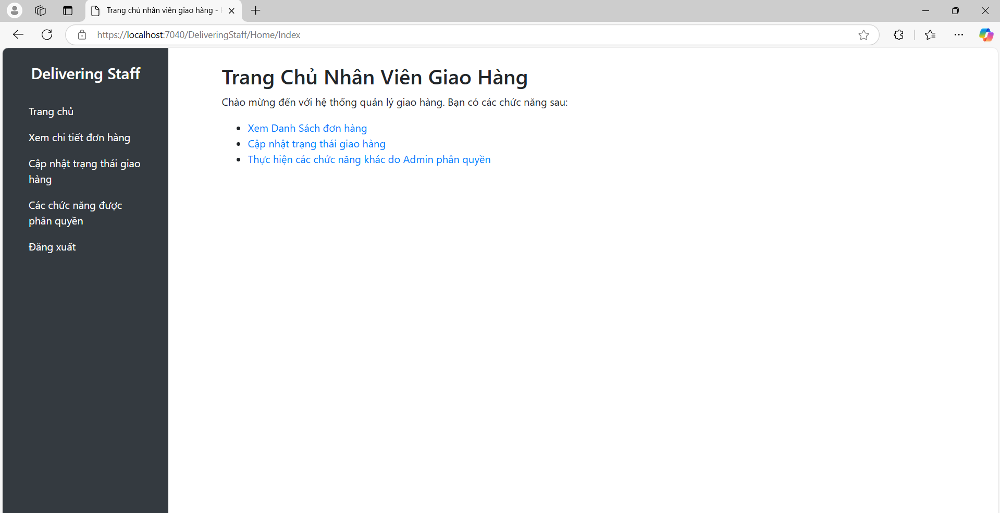 Trang chủ nhân viên giao hàng -
https://localhost:7040/DeliveringStaff/Home/Index
Delivering Staff
Trang chủ
Xem chi tiết đơn hàng
Cập nhật trạng thái giao
hàng
Các chức năng được
phân quyền
Đăng xuất
Trang Chủ Nhân Viên Giao Hàng
Chào mừng đến với hệ thống quản lý giao hàng. Bạn có các chức năng sau:
Xem Danh Sách đơn hàng
Cập nhật trạng thái giao hàng
Thực hiện các chức năng khác do Admin phân quyền